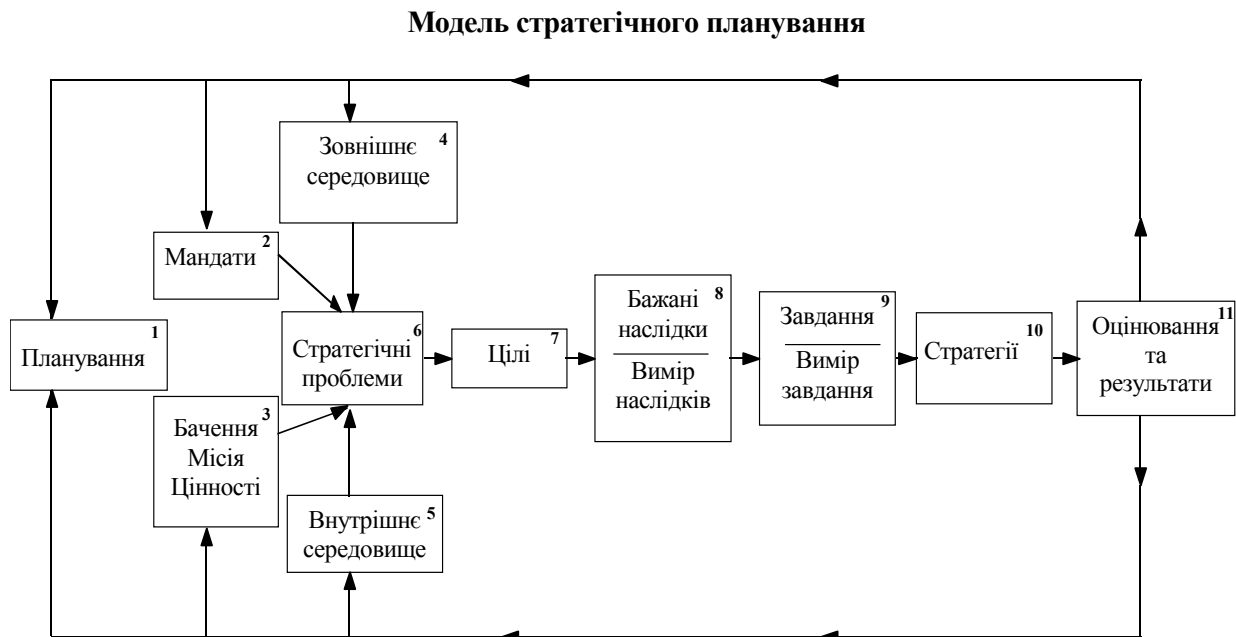 Модель стратегічного планування
4
Зовнішнє
середовище
2
Мандати
1
Планування
3
Бачення
Місія
Цінності
5
Внутрішнє
середовище
6
Стратегічні
проблеми
7
Цілі
8
Бажані
наслідки
Вимір
наслідків
9
Завдання
Вимір
завдання
10
Стратегії
11
Оцінювання
та
результати